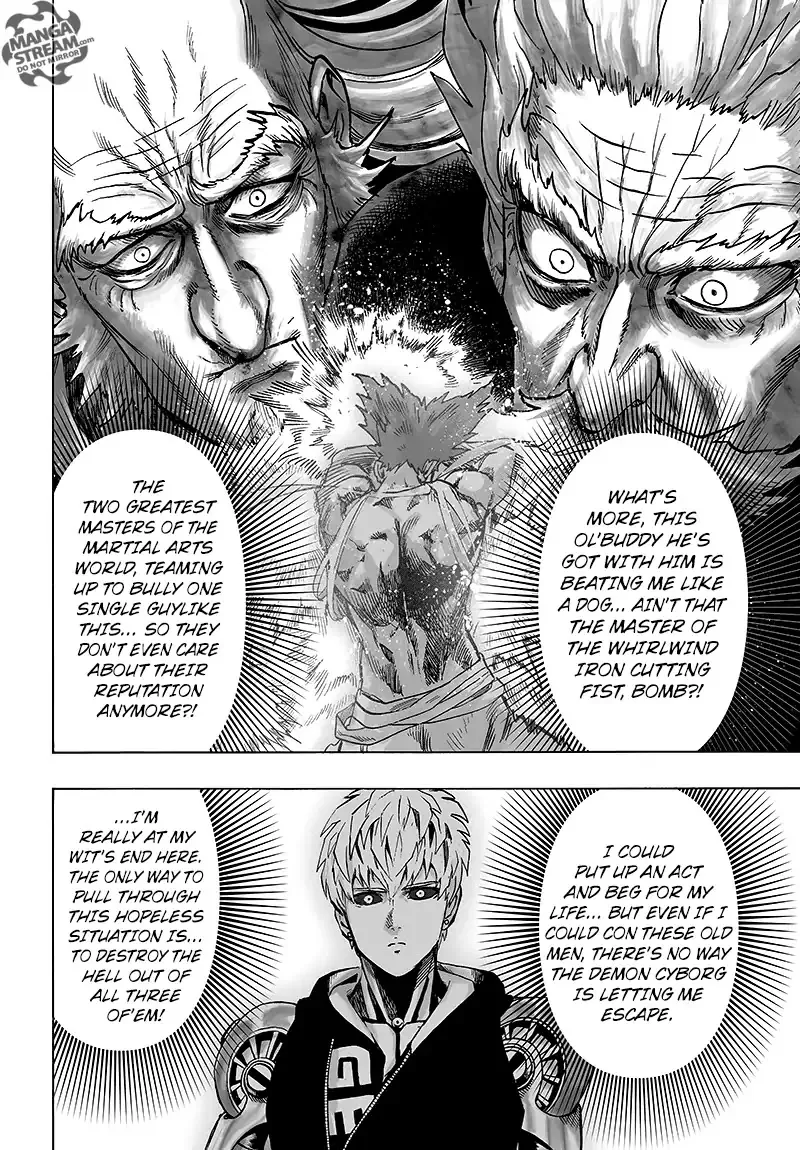 MANGA
STREAM.com
DO NOT MIRROR
WHAT'S
MORE, THIS
OL'BUDDY HE'S
GOT WITH HIM IS
BEATING ME LIKE
A DOG... AIN'T THAT
THE MASTER OF
THE WHIRLWIND
IRON CUTTING
FIST, BOMB?!
THE
TWO GREATEST
MASTERS OF THE
MARTIAL ARTS
WORLD, TEAMING
UP TO BULLY ONE
SINGLE GUYLIKE
THIS... SO THEY
DON'T EVEN CARE
ABOUT THEIR
REPUTATION
ANYMORE?!
I COULD
PUT UP AN ACT
AND BEG FOR MY
LIFE... BUT EVEN IF I
COULD CON THESE OLD
MEN, THERE'S NO WAY
THE DEMON CYBORG
IS LETTING ME
ESCAPE.
...I'M
REALLY AT MY
WIT'S END HERE.
THE ONLY WAY TO
PULL THROUGH
THIS HOPELESS
SITUATION IS...
TO DESTROY THE
HELL OUT OF
ALL THREE
OF'EM!
GE